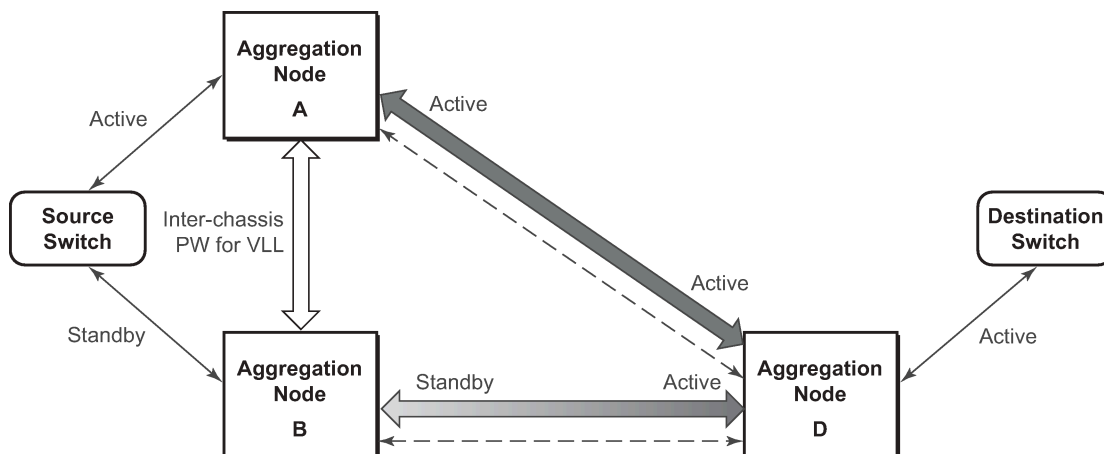 Aggregation
Node
A
Active
Active
Source
Switch
Inter-chassis
PW for VLL
Destination
Switch
Active
Standby
Active
Aggregation
Node
B
Standby
Active
Aggregation
Node
D